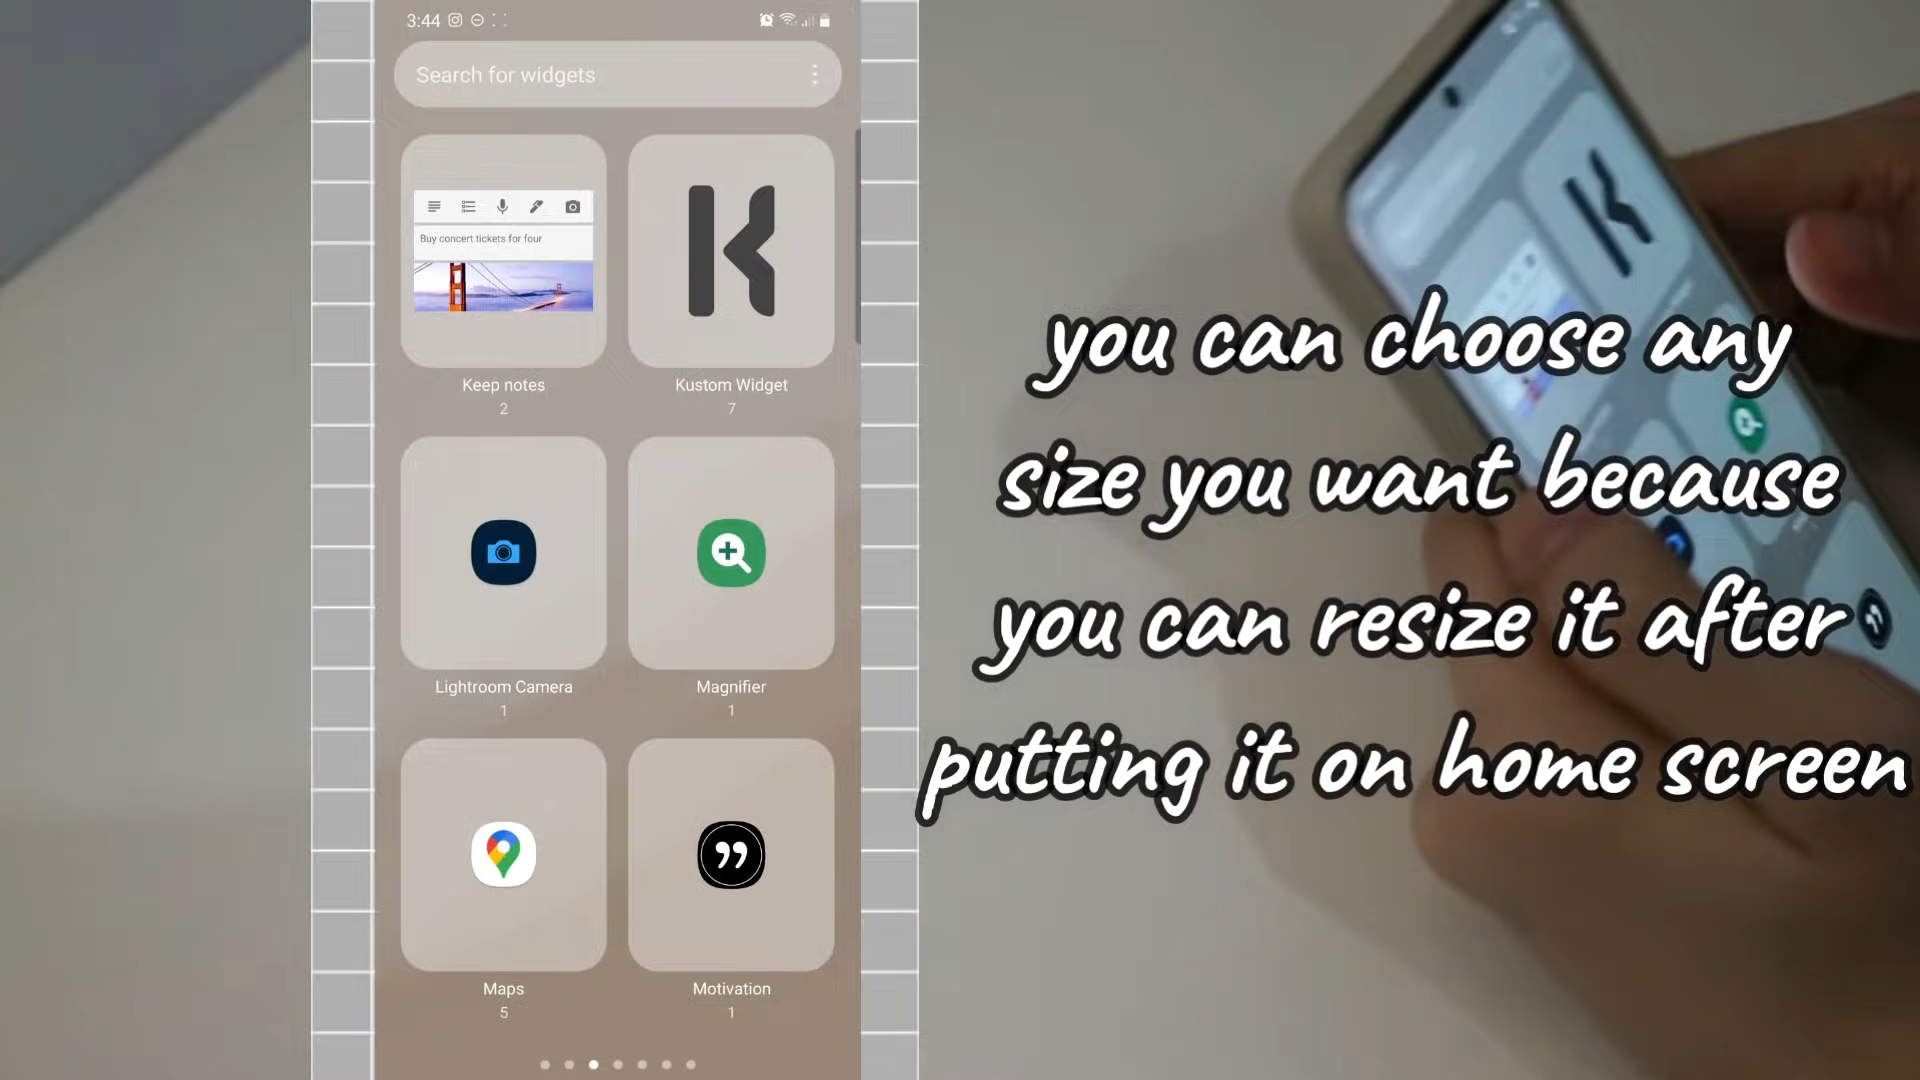 3:44
Search for widgets
Buy concert tickets for four
Keep notes
2
Kustom Widget
7
Lightroom Camera
1
Magnifier
1
Maps
5
Motivation
1
you can choose any
size you want because
you can resize it after
putting it on home screen